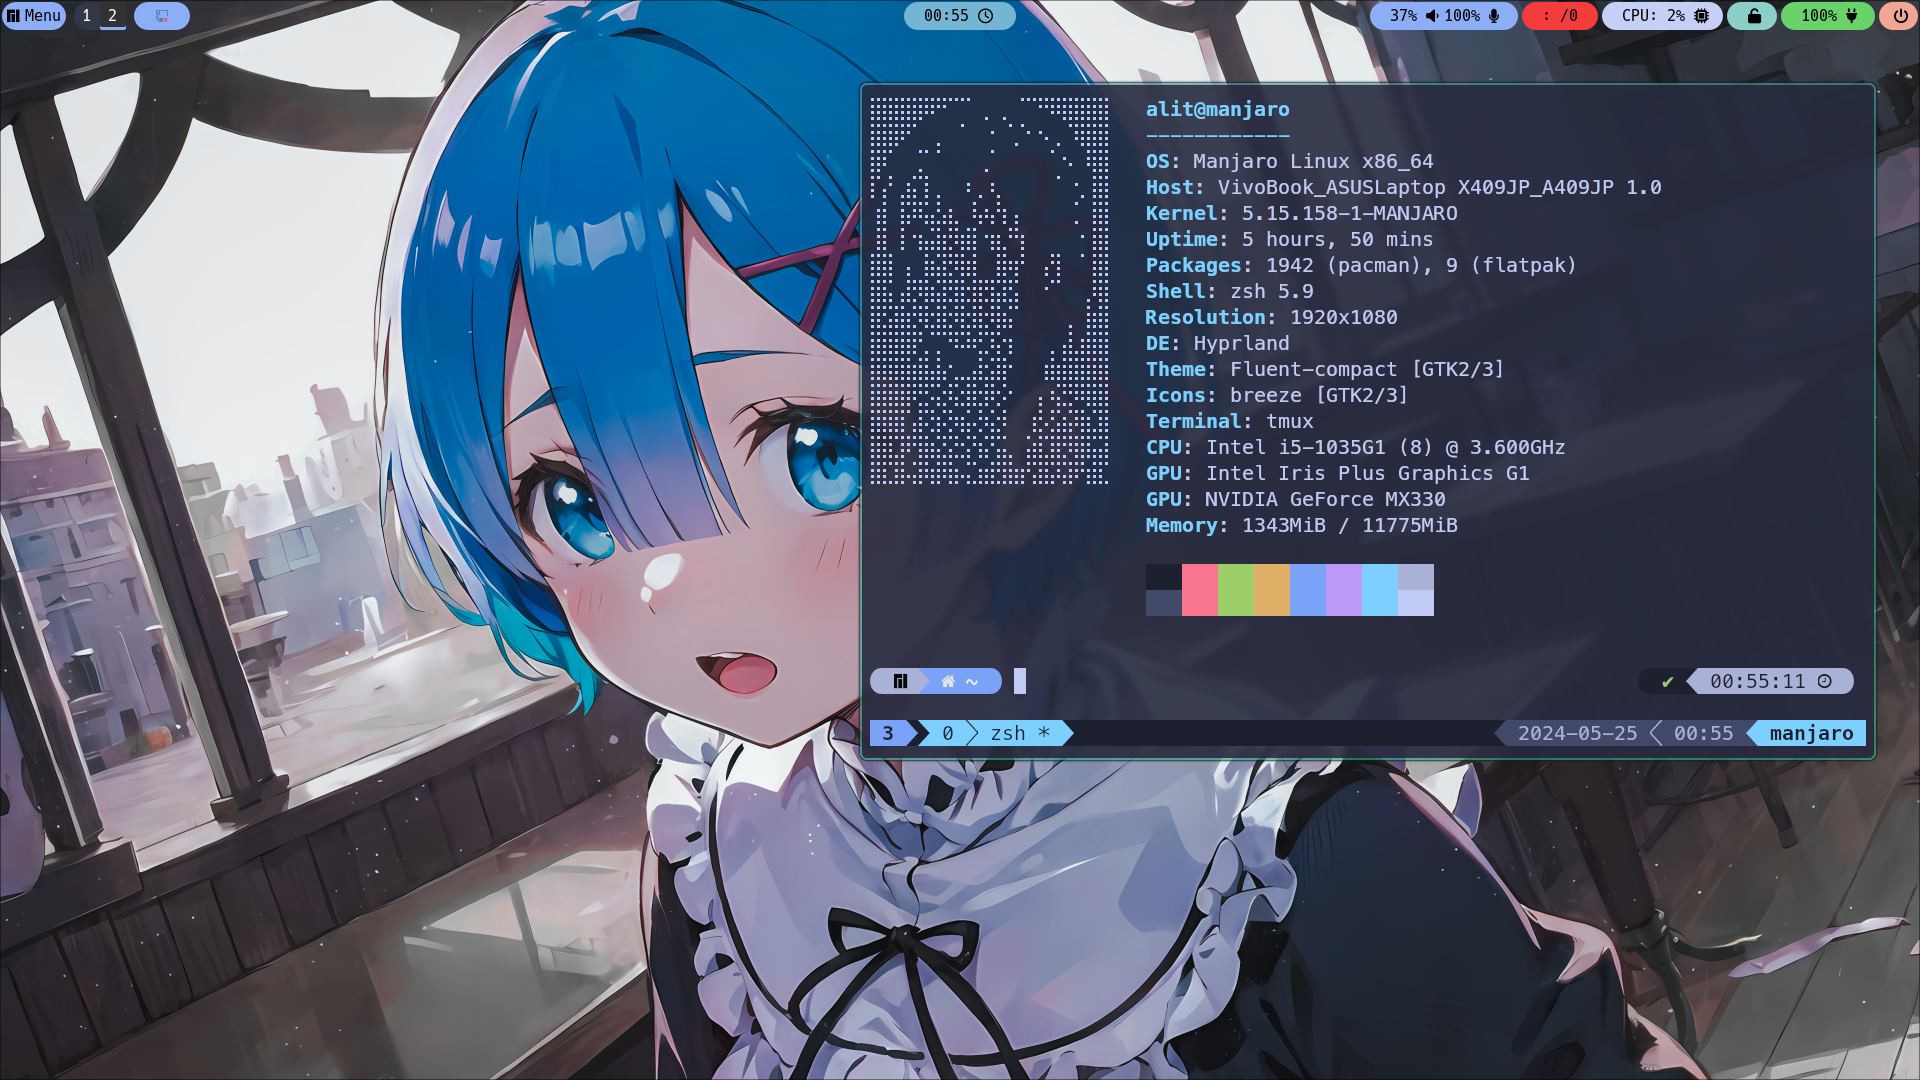 Menu 1 2
00:55
37% 100% : /0 CPU: 2% 100%
alit@manjaro
------------
OS: Manjaro Linux x86_64
Host: VivoBook_ASUSLaptop X409JP_A409JP 1.0
Kernel: 5.15.158-1-MANJARO
Uptime: 5 hours, 50 mins
Packages: 1942 (pacman), 9 (flatpak)
Shell: zsh 5.9
Resolution: 1920x1080
DE: Hyprland
Theme: Fluent-compact [GTK2/3]
Icons: breeze [GTK2/3]
Terminal: tmux
CPU: Intel i5-1035G1 (8) @ 3.600GHz
GPU: Intel Iris Plus Graphics G1
GPU: NVIDIA GeForce MX330
Memory: 1343MiB / 11775MiB
~ ✔ 00:55:11
3 0 zsh * 2024-05-25 00:55 manjaro